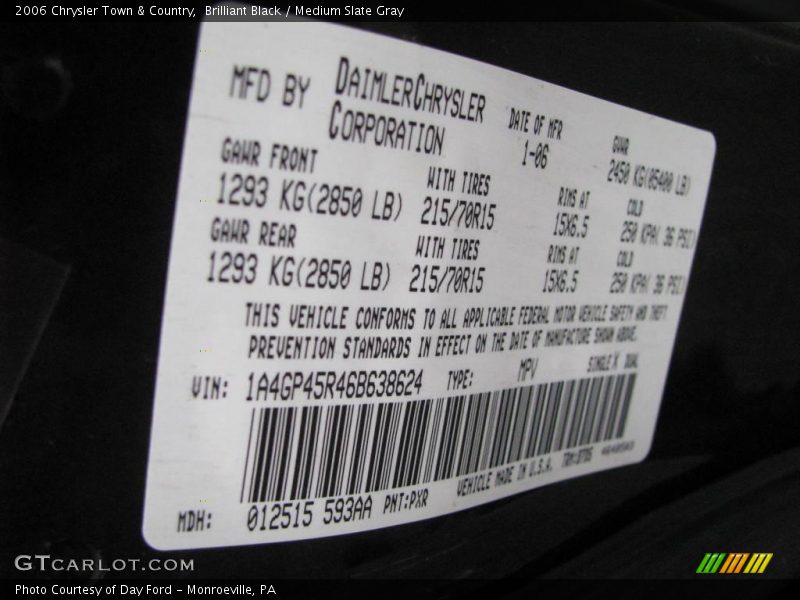 2006 Chrysler Town & Country, Brilliant Black / Medium Slate Gray
MFD BY DAIMLERCHRYSLER CORPORATION
DATE OF MFR 1-06
GVWR 2450 KG(05400 LB)
GAWR FRONT WITH TIRES RIMS AT COLD
1293 KG(2850 LB) 215/70R15 15X6.5 250 KPA( 36 PSI)
GAWR REAR WITH TIRES RIMS AT COLD
1293 KG(2850 LB) 215/70R15 15X6.5 250 KPA( 36 PSI)
THIS VEHICLE CONFORMS TO ALL APPLICABLE FEDERAL MOTOR VEHICLE SAFETY AND THEFT
PREVENTION STANDARDS IN EFFECT ON THE DATE OF MANUFACTURE SHOWN ABOVE.
VIN: 1A4GP45R46B638624 TYPE: MPV SINGLE X DUAL
MDH: 012515 593AA PNT:PXR VEHICLE MADE IN U.S.A.
GTCARLOT.COM
Photo Courtesy of Day Ford – Monroeville, PA